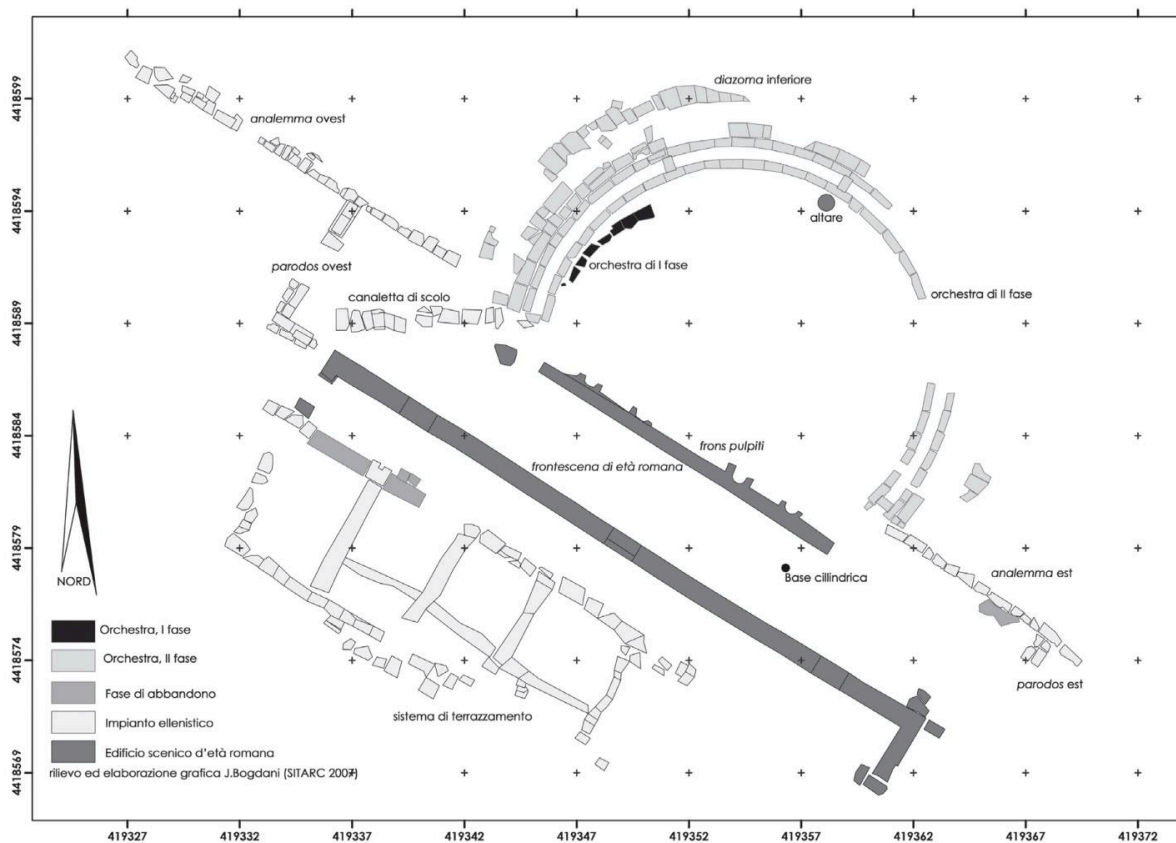 diazoma inferiore
analemma ovest
altare
parodos ovest
orchestra di I fase
canaletta di scolo
orchestra di II fase
frons pulpiti
frontescena di età romana
Base cillindrica
analemma est
parodos est
sistema di terrazzamento
NORD
Orchestra, I fase
Orchestra, II fase
Fase di abbandono
Impianto ellenistico
Edificio scenico d'età romana
rilievo ed elaborazione grafica J.Bogdani (SITARC 2007)
4418599
4418594
4418589
4418584
4418579
4418574
4418569
419327 419332 419337 419342 419347 419352 419357 419362 419367 419372